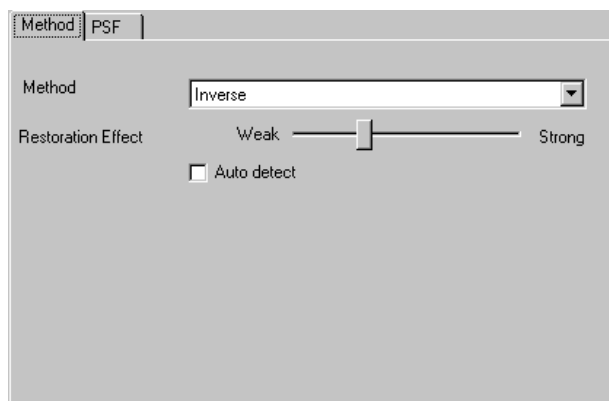 Method PSF
Method Inverse
Restoration Effect Weak Strong
Auto detect